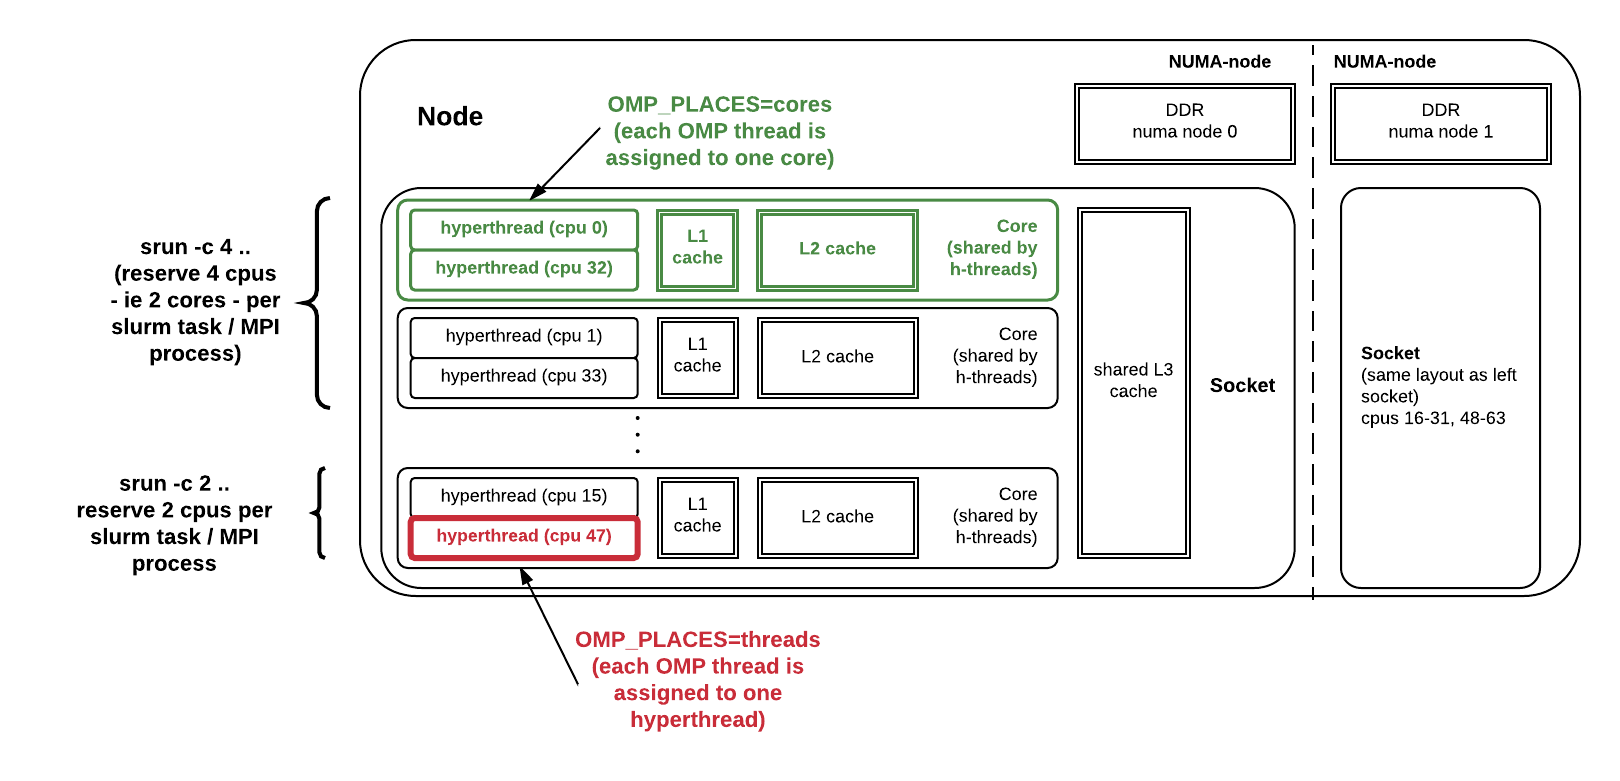 NUMA-node
NUMA-node
DDR
numa node 0
DDR
numa node 1
Node
OMP_PLACES=cores
(each OMP thread is
assigned to one core)
srun -c 4 ..
(reserve 4 cpus
- ie 2 cores - per
slurm task / MPI
process)
hyperthread (cpu 0)
hyperthread (cpu 32)
L1
cache
L2 cache
Core
(shared by
h-threads)
hyperthread (cpu 1)
hyperthread (cpu 33)
L1
cache
L2 cache
Core
(shared by
h-threads)
shared L3
cache
Socket
Socket
(same layout as left
socket)
cpus 16-31, 48-63
srun -c 2 ..
reserve 2 cpus per
slurm task / MPI
process
hyperthread (cpu 15)
hyperthread (cpu 47)
L1
cache
L2 cache
Core
(shared by
h-threads)
OMP_PLACES=threads
(each OMP thread is
assigned to one
hyperthread)